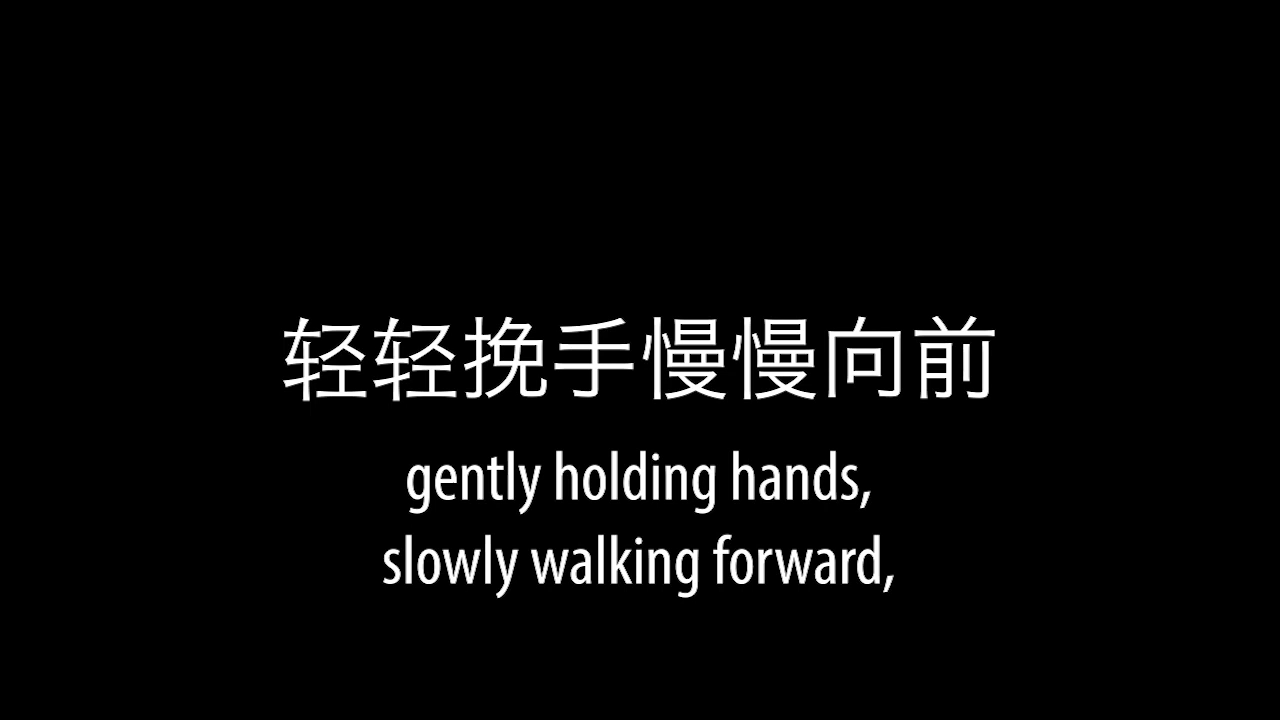 轻轻挽手慢慢向前
gently holding hands,
slowly walking forward,